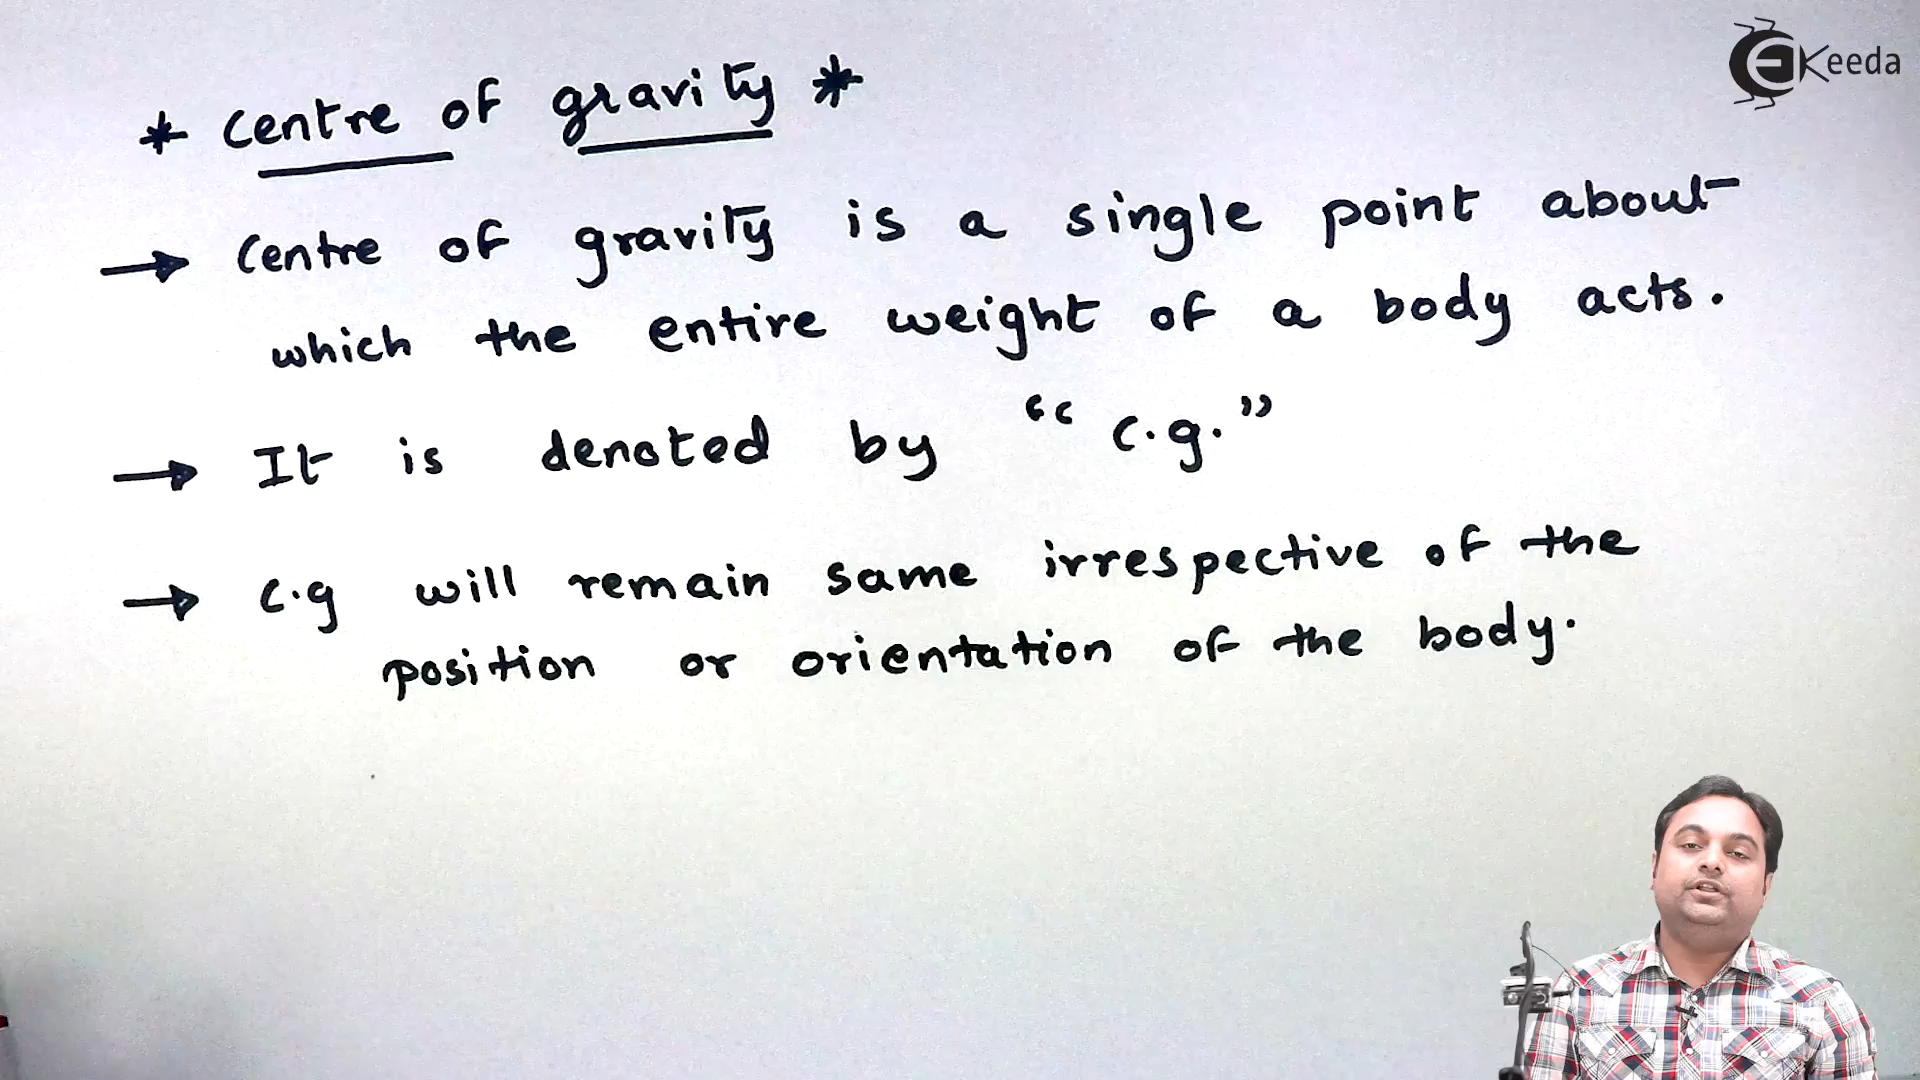 Keeda
* Centre of gravity *
→ Centre of gravity is a single point about
which the entire weight of a body acts.
→ It is denoted by “c.g.”
→ C.g will remain same irrespective of the
position or orientation of the body.